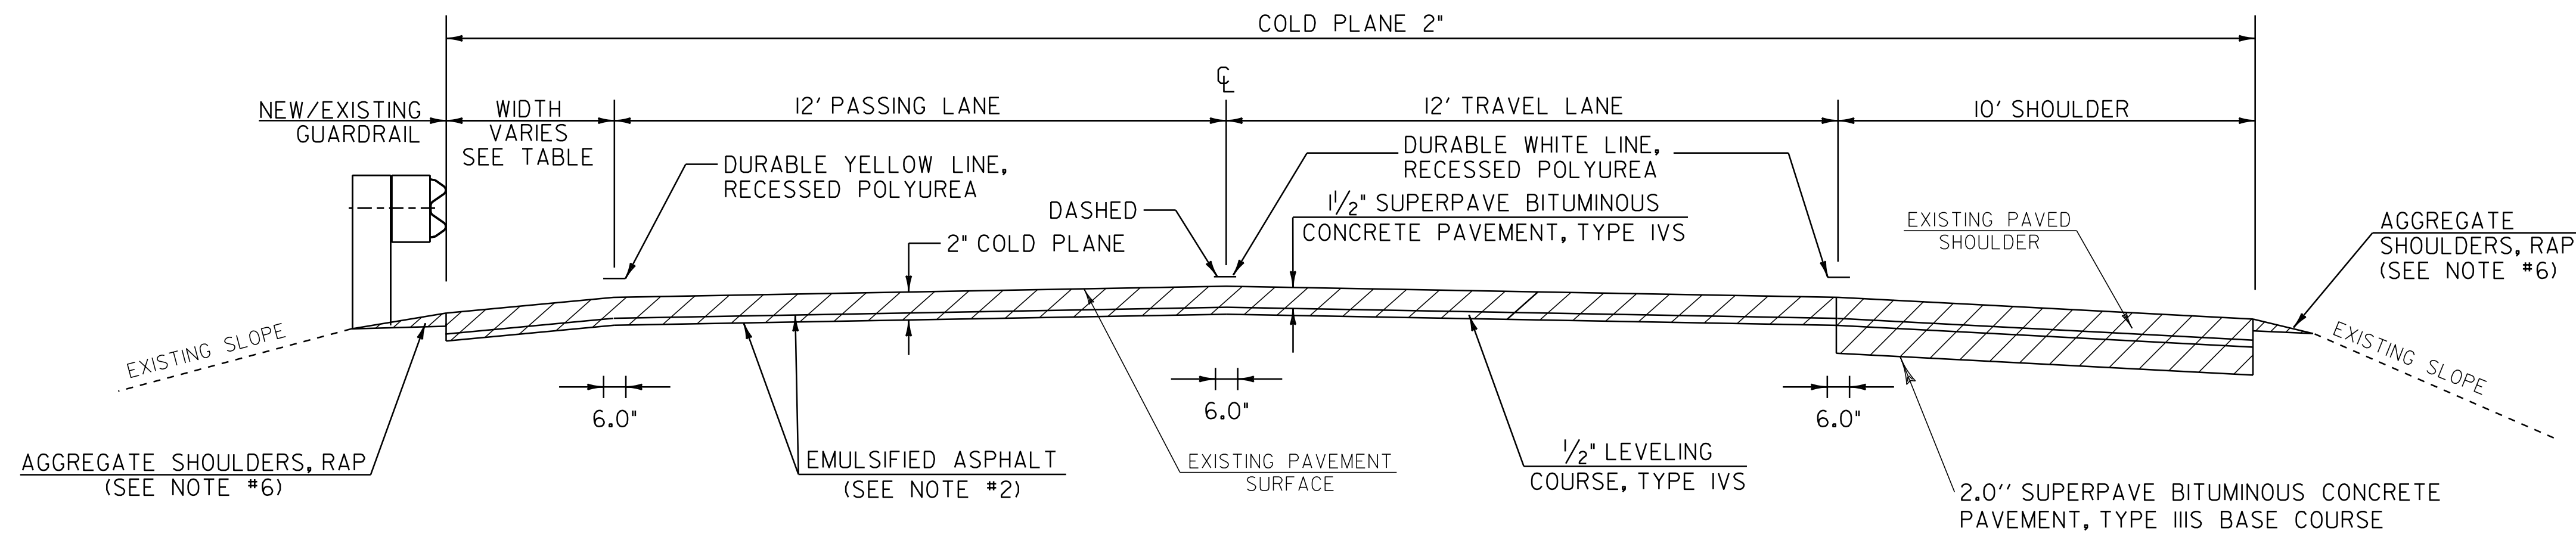 COLD PLANE 2"
℄
NEW/EXISTING
GUARDRAIL
WIDTH
VARIES
SEE TABLE
12' PASSING LANE
12' TRAVEL LANE
10' SHOULDER
DURABLE YELLOW LINE,
RECESSED POLYUREA
DURABLE WHITE LINE,
RECESSED POLYUREA
DASHED
2" COLD PLANE
1 1/2" SUPERPAVE BITUMINOUS
CONCRETE PAVEMENT, TYPE IVS
EXISTING PAVED
SHOULDER
AGGREGATE
SHOULDERS, RAP
(SEE NOTE #6)
EXISTING SLOPE
EXISTING SLOPE
6.0"
6.0"
6.0"
AGGREGATE SHOULDERS, RAP
(SEE NOTE #6)
EMULSIFIED ASPHALT
(SEE NOTE #2)
EXISTING PAVEMENT
SURFACE
1/2" LEVELING
COURSE, TYPE IVS
2.0'' SUPERPAVE BITUMINOUS CONCRETE
PAVEMENT, TYPE IIIS BASE COURSE